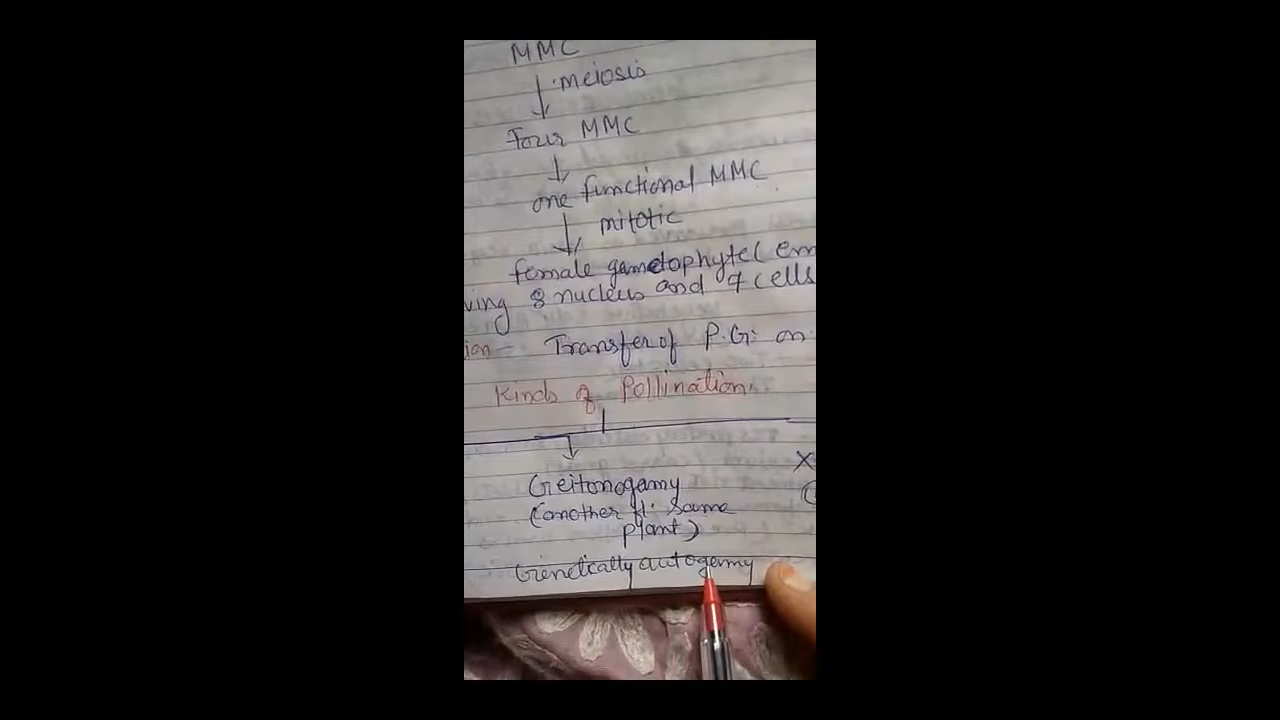 MMC
meiosis
Four MMC
one functional MMC
mitotic
female gametophyte( em
ving 8 nucleus and 7 cells
ion - Transfer of P.G. on
Kinds of Pollination.
X
Geitonogamy
(another fl. same
plant)
Genetically autogamy